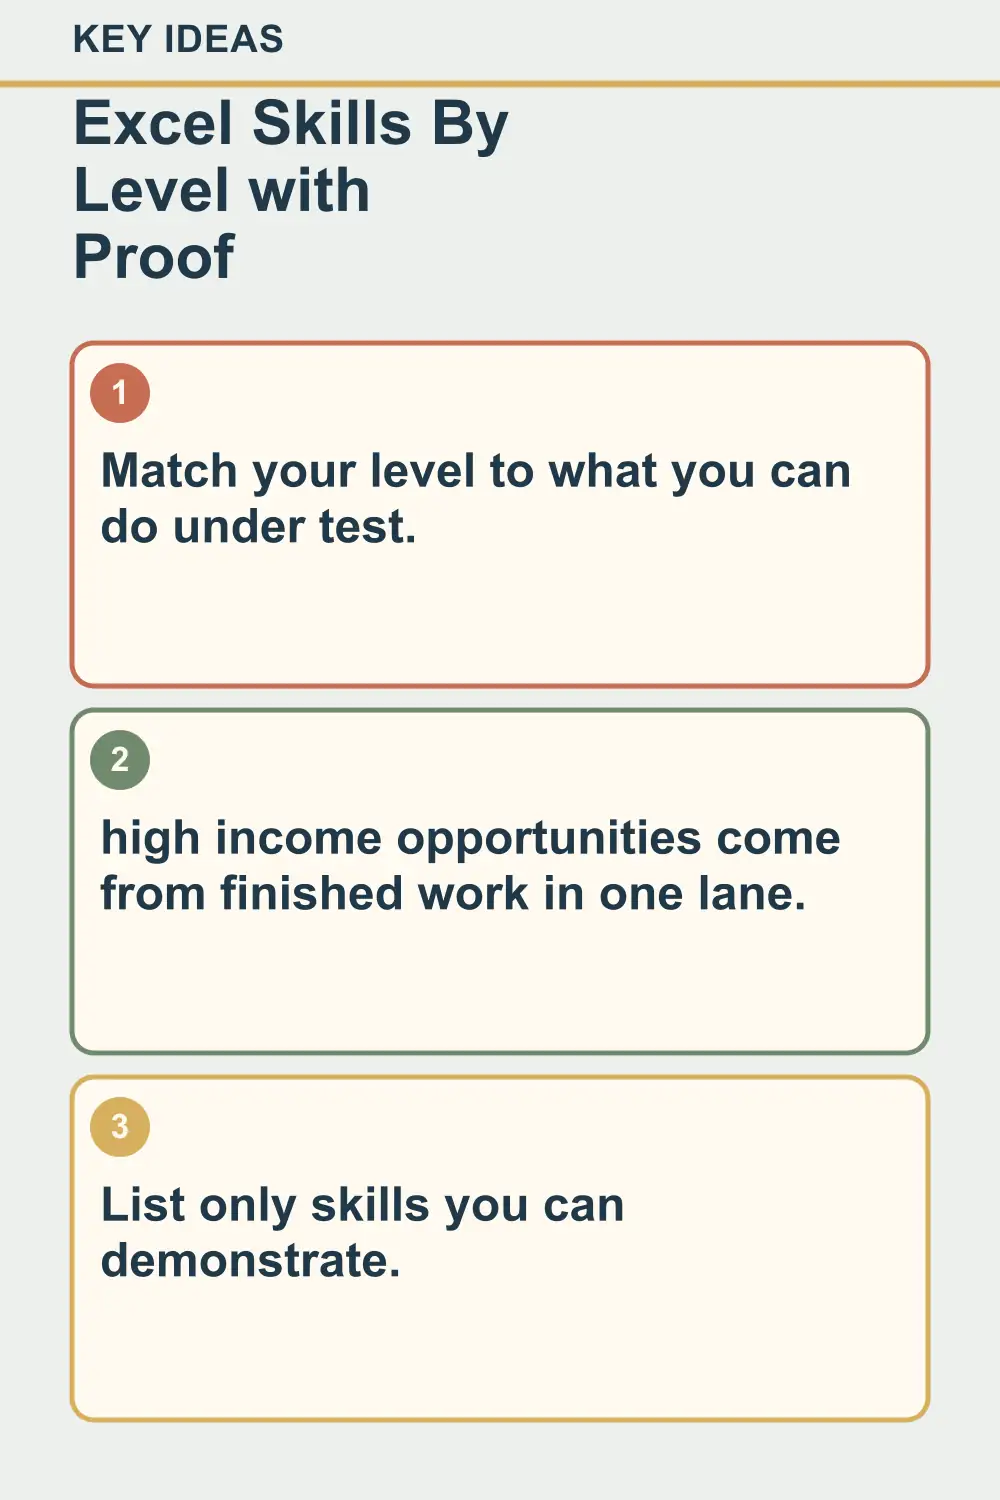 KEY IDEAS
Excel Skills By
Level with
Proof
1
Match your level to what you can
do under test.
2
high income opportunities come
from finished work in one lane.
3
List only skills you can
demonstrate.